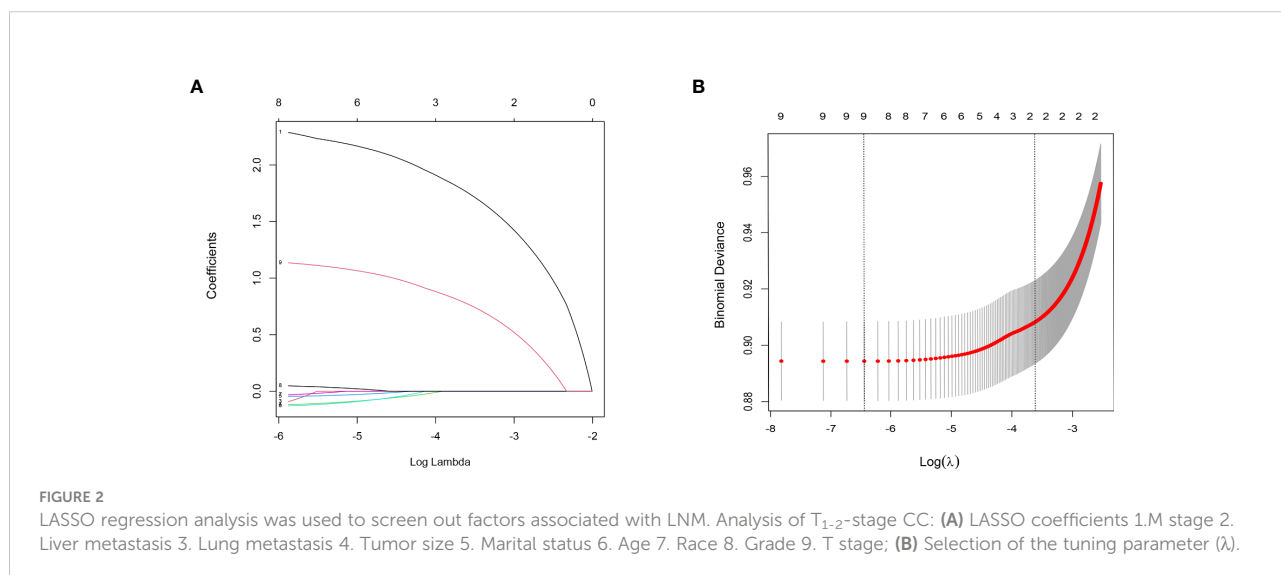 A
8 6 3 2 0
1
9
8
Coefficients
0.0 0.5 1.0 1.5 2.0
-6 -5 -4 -3 -2
Log Lambda
B
9 9 9 9 8 8 7 6 6 5 4 3 2 2 2 2 2
Binomial Deviance
0.88 0.90 0.92 0.94 0.96
-8 -7 -6 -5 -4 -3
Log(λ)
FIGURE 2
LASSO regression analysis was used to screen out factors associated with LNM. Analysis of T1-2-stage CC: (A) LASSO coefficients 1.M stage 2.
Liver metastasis 3. Lung metastasis 4. Tumor size 5. Marital status 6. Age 7. Race 8. Grade 9. T stage; (B) Selection of the tuning parameter (λ).